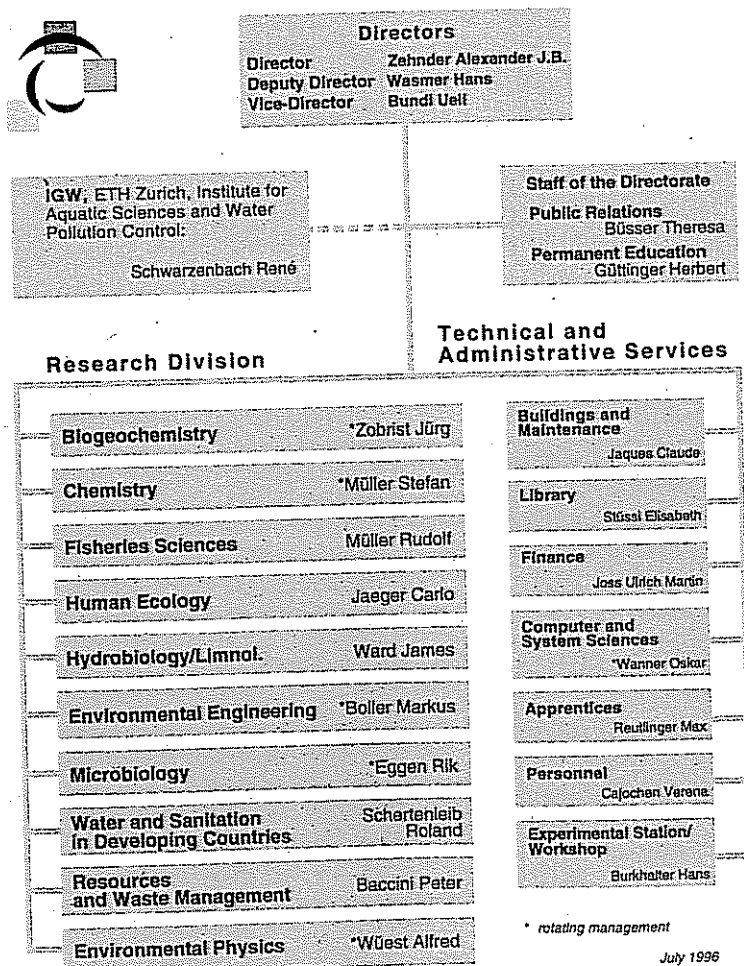 Directors
Director Zehnder Alexander J.B.
Deputy Director Wasmer Hans
Vice-Director Bundi Ueli
IGW, ETH Zurich, Institute for
Aquatic Sciences and Water
Pollution Control:
Schwarzenbach René
Staff of the Directorate
Public Relations
Büsser Theresa
Permanent Education
Güttinger Herbert
Research Division
Biogeochemistry *Zobrist Jürg
Chemistry *Müller Stefan
Fisheries Sciences Müller Rudolf
Human Ecology Jaeger Carlo
Hydrobiology/Limnol. Ward James
Environmental Engineering *Boller Markus
Microbiology *Eggen Rik
Water and Sanitation
in Developing Countries
Schertenleib
Roland
Resources
and Waste Management
Baccini Peter
Environmental Physics *Wüest Alfred
Technical and
Administrative Services
Buildings and
Maintenance
Jaques Claude
Library
Stüssi Elisabeth
Finance
Joss Ulrich Martin
Computer and
System Sciences
*Wanner Oskar
Apprentices
Reutlinger Max
Personnel
Cajochen Verena
Experimental Station/
Workshop
Burkhalter Hans
* rotating management
July 1996